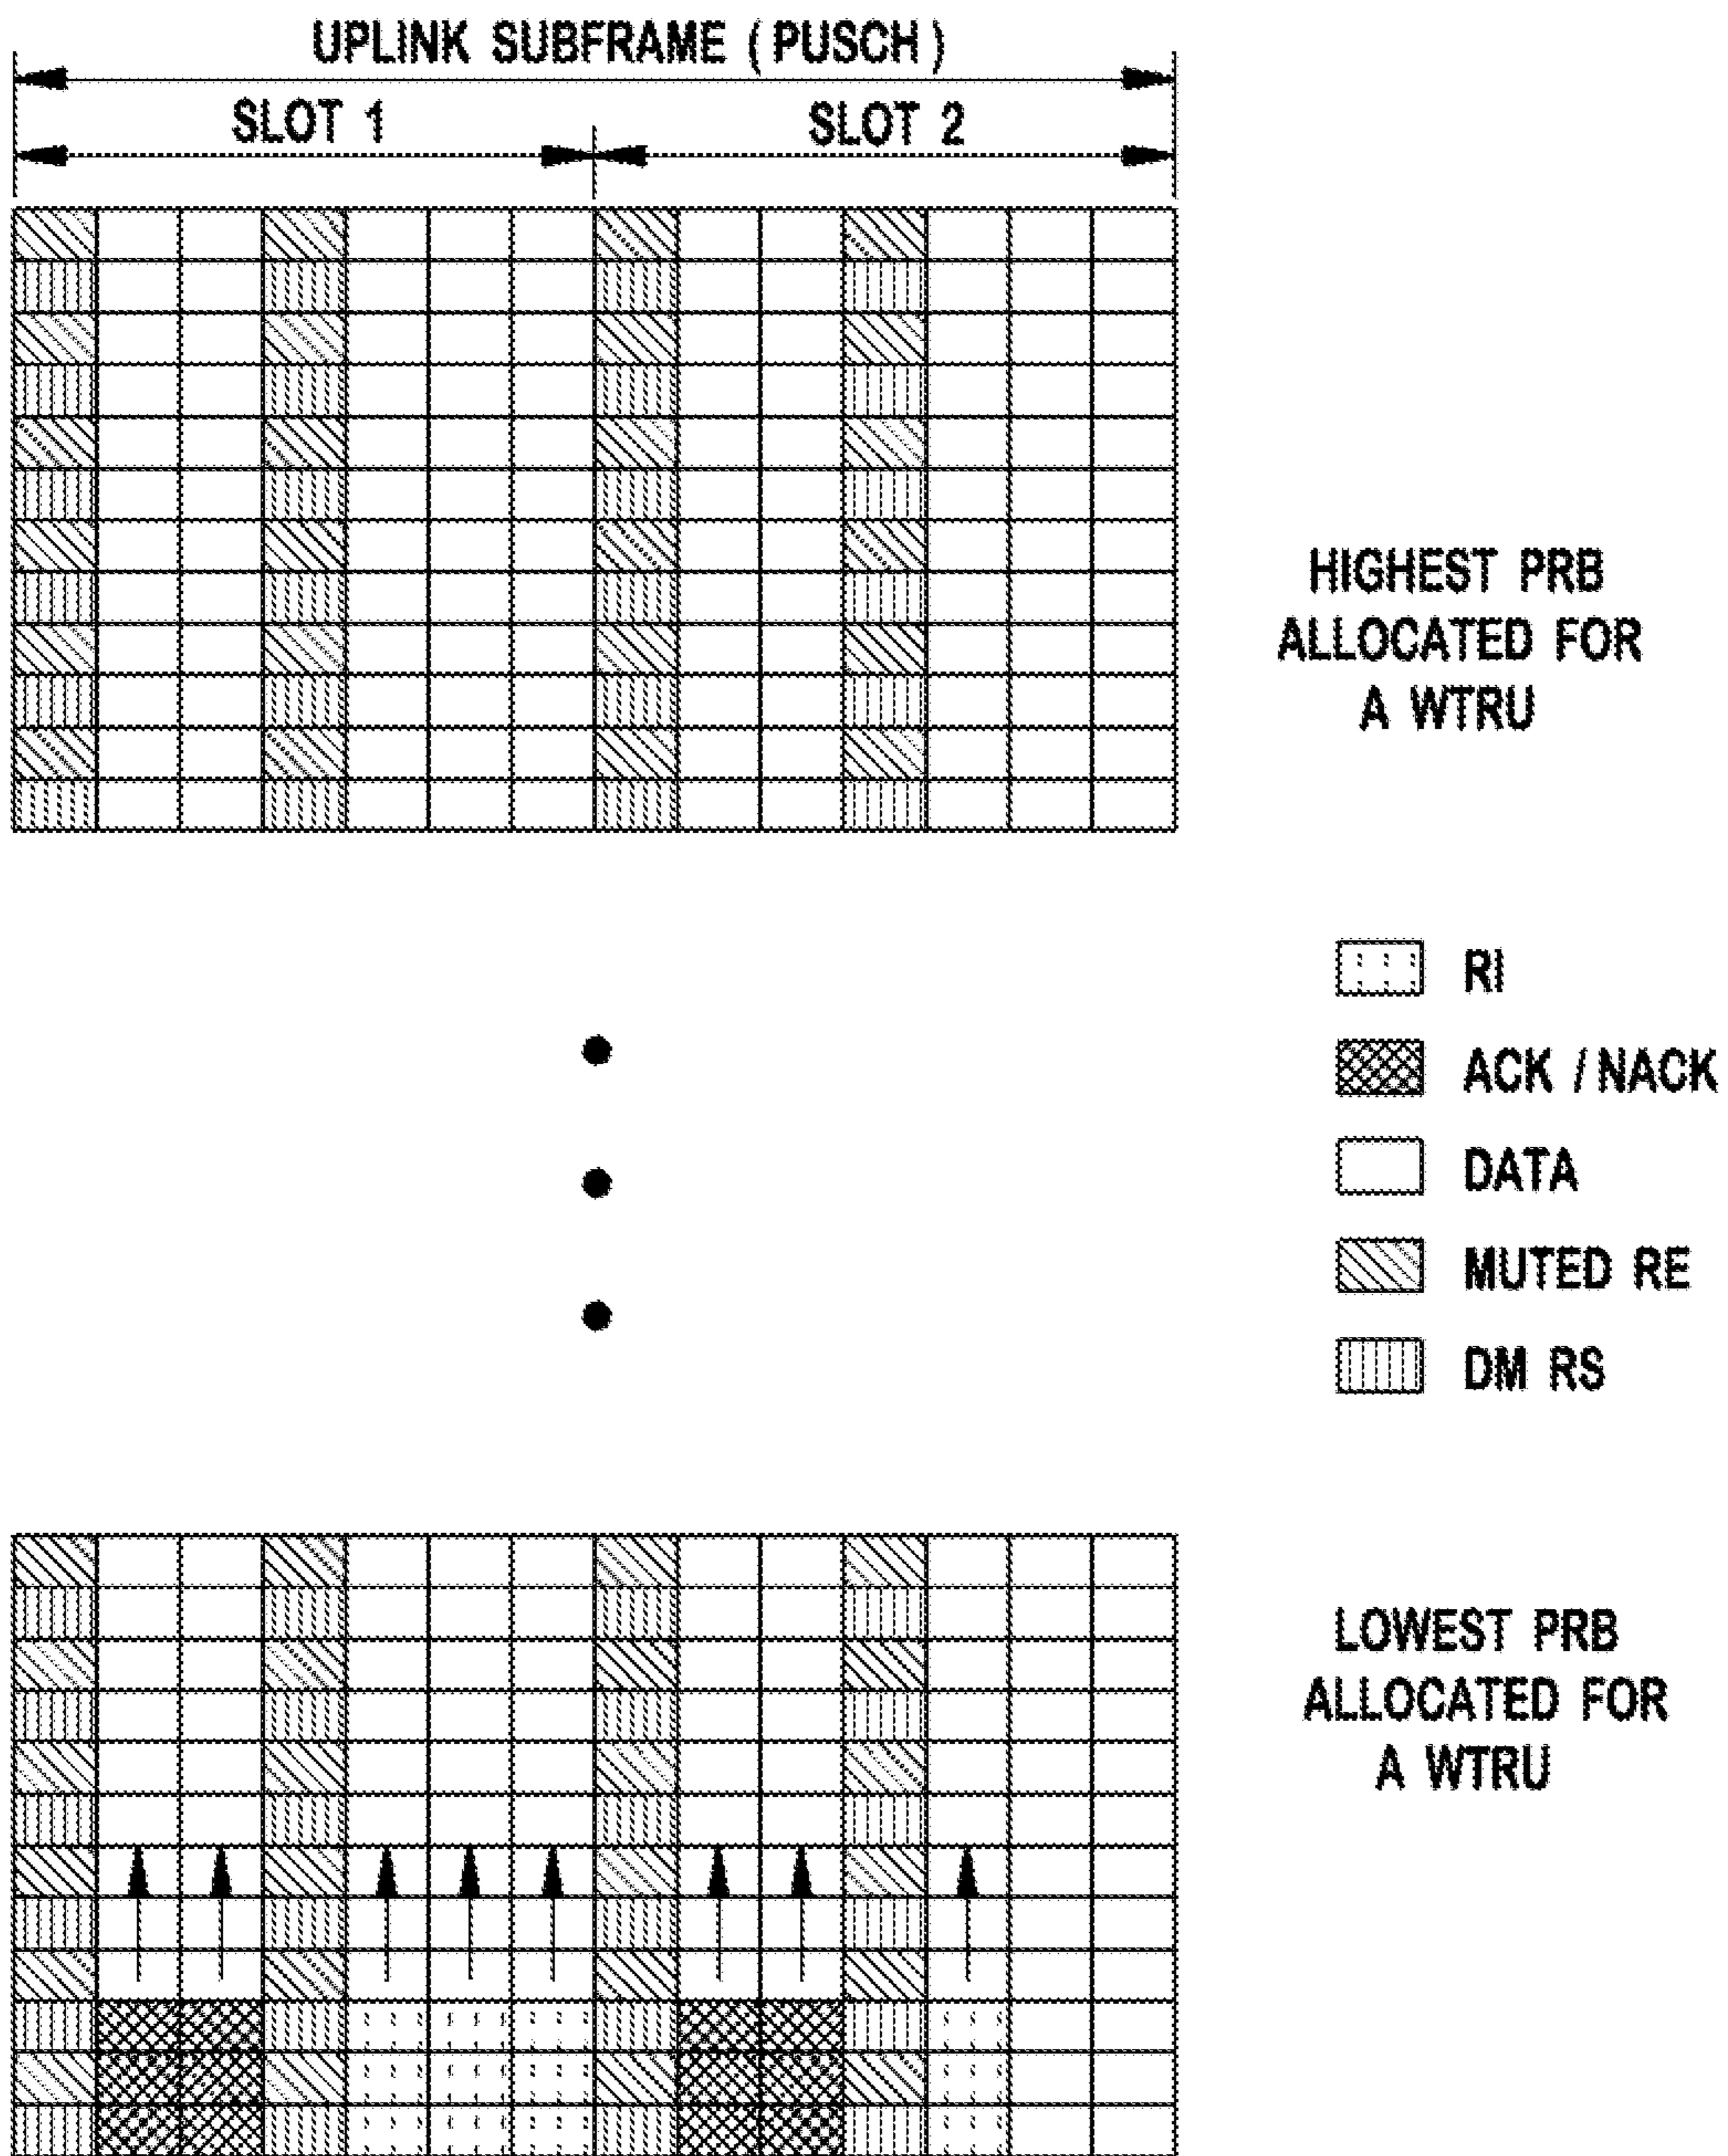 UPLINK SUBFRAME ( PUSCH )
SLOT 1
SLOT 2
HIGHEST PRB
ALLOCATED FOR
A WTRU
RI
ACK / NACK
DATA
MUTED RE
DM RS
LOWEST PRB
ALLOCATED FOR
A WTRU